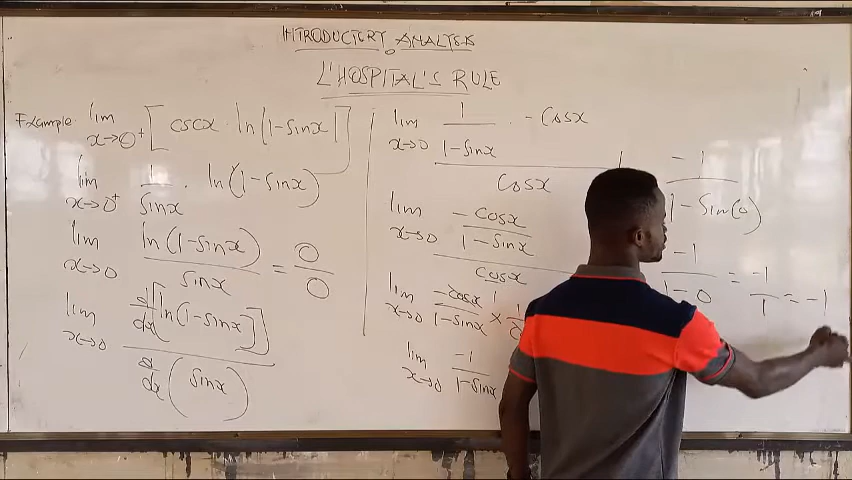 INTRODUCTORY ANALYSIS
L'HOSPITAL'S RULE
Example: lim x→0⁺ [cscx · ln(1-sinx)]
lim x→0⁺ 1/sinx · ln(1-sinx)
lim x→0 ln(1-sinx)/sinx = 0/0
lim x→0 d/dx[ln(1-sinx)] / d/dx(sinx)
lim x→0 1/(1-sinx) · -cosx / cosx
lim x→0 -cosx/(1-sinx) / cosx
lim x→0 -cosx/(1-sinx) × 1
lim x→0 -1/(1-sinx)
-1/(1-sin(0))
-1/(1-0) = -1/1 = -1